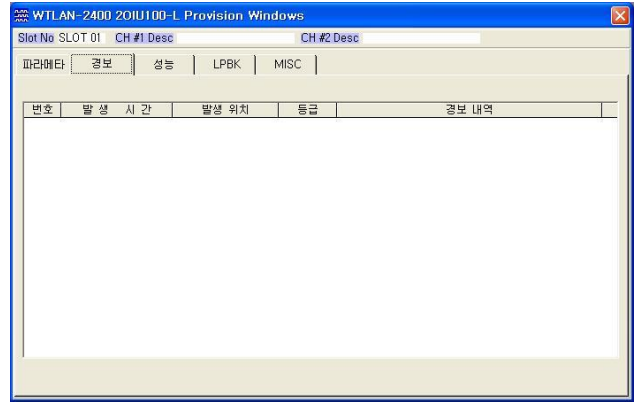 WTLAN-2400 2OIU100-L Provision Windows
Slot No SLOT 01 CH #1 Desc CH #2 Desc
파라메타 경보 성능 LPBK MISC
번호 발 생 시 간 발생 위치 등급 경보 내역